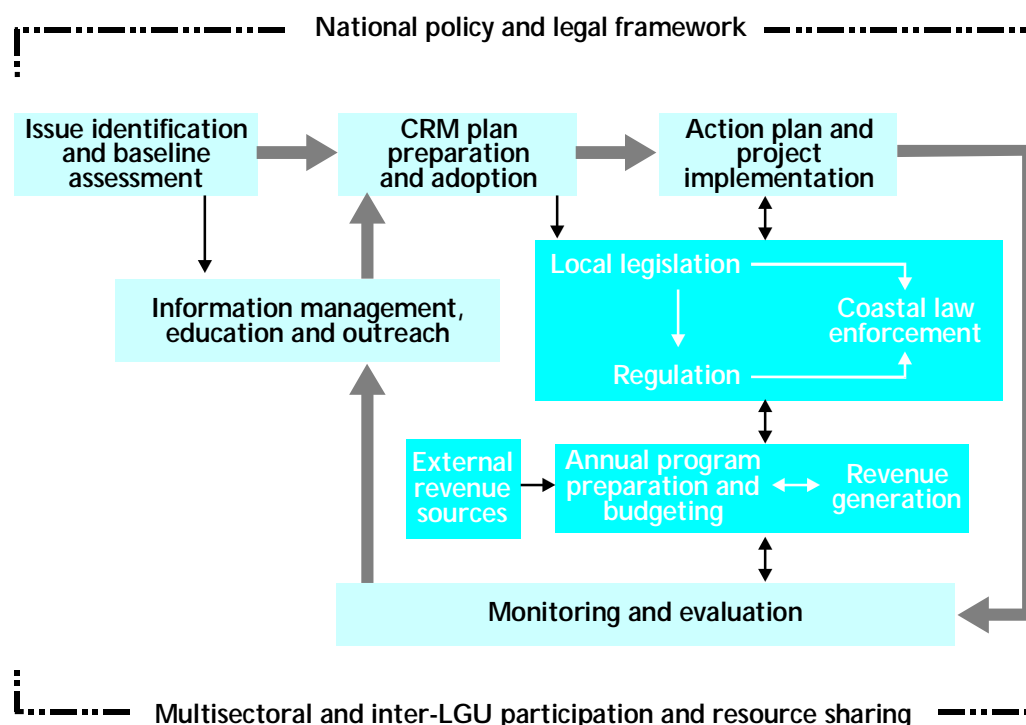 National policy and legal framework
Issue identification
and baseline
assessment
CRM plan
preparation
and adoption
Action plan and
project
implementation
Information management,
education and outreach
Local legislation
Coastal law
enforcement
Regulation
External
revenue
sources
Annual program
preparation and
budgeting
Revenue
generation
Monitoring and evaluation
Multisectoral and inter-LGU participation and resource sharing